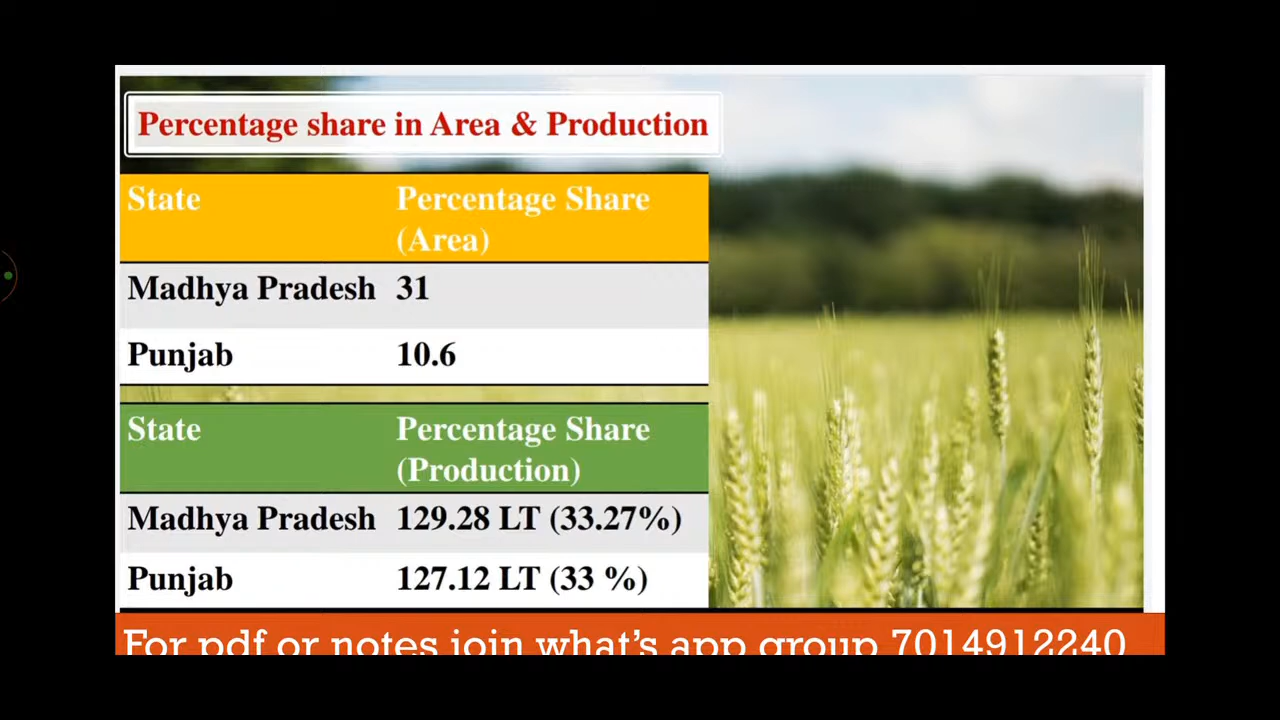 Percentage share in Area & Production
State Percentage Share
(Area)
Madhya Pradesh 31
Punjab 10.6
State Percentage Share
(Production)
Madhya Pradesh 129.28 LT (33.27%)
Punjab 127.12 LT (33 %)
For pdf or notes join what's app group 7014912240